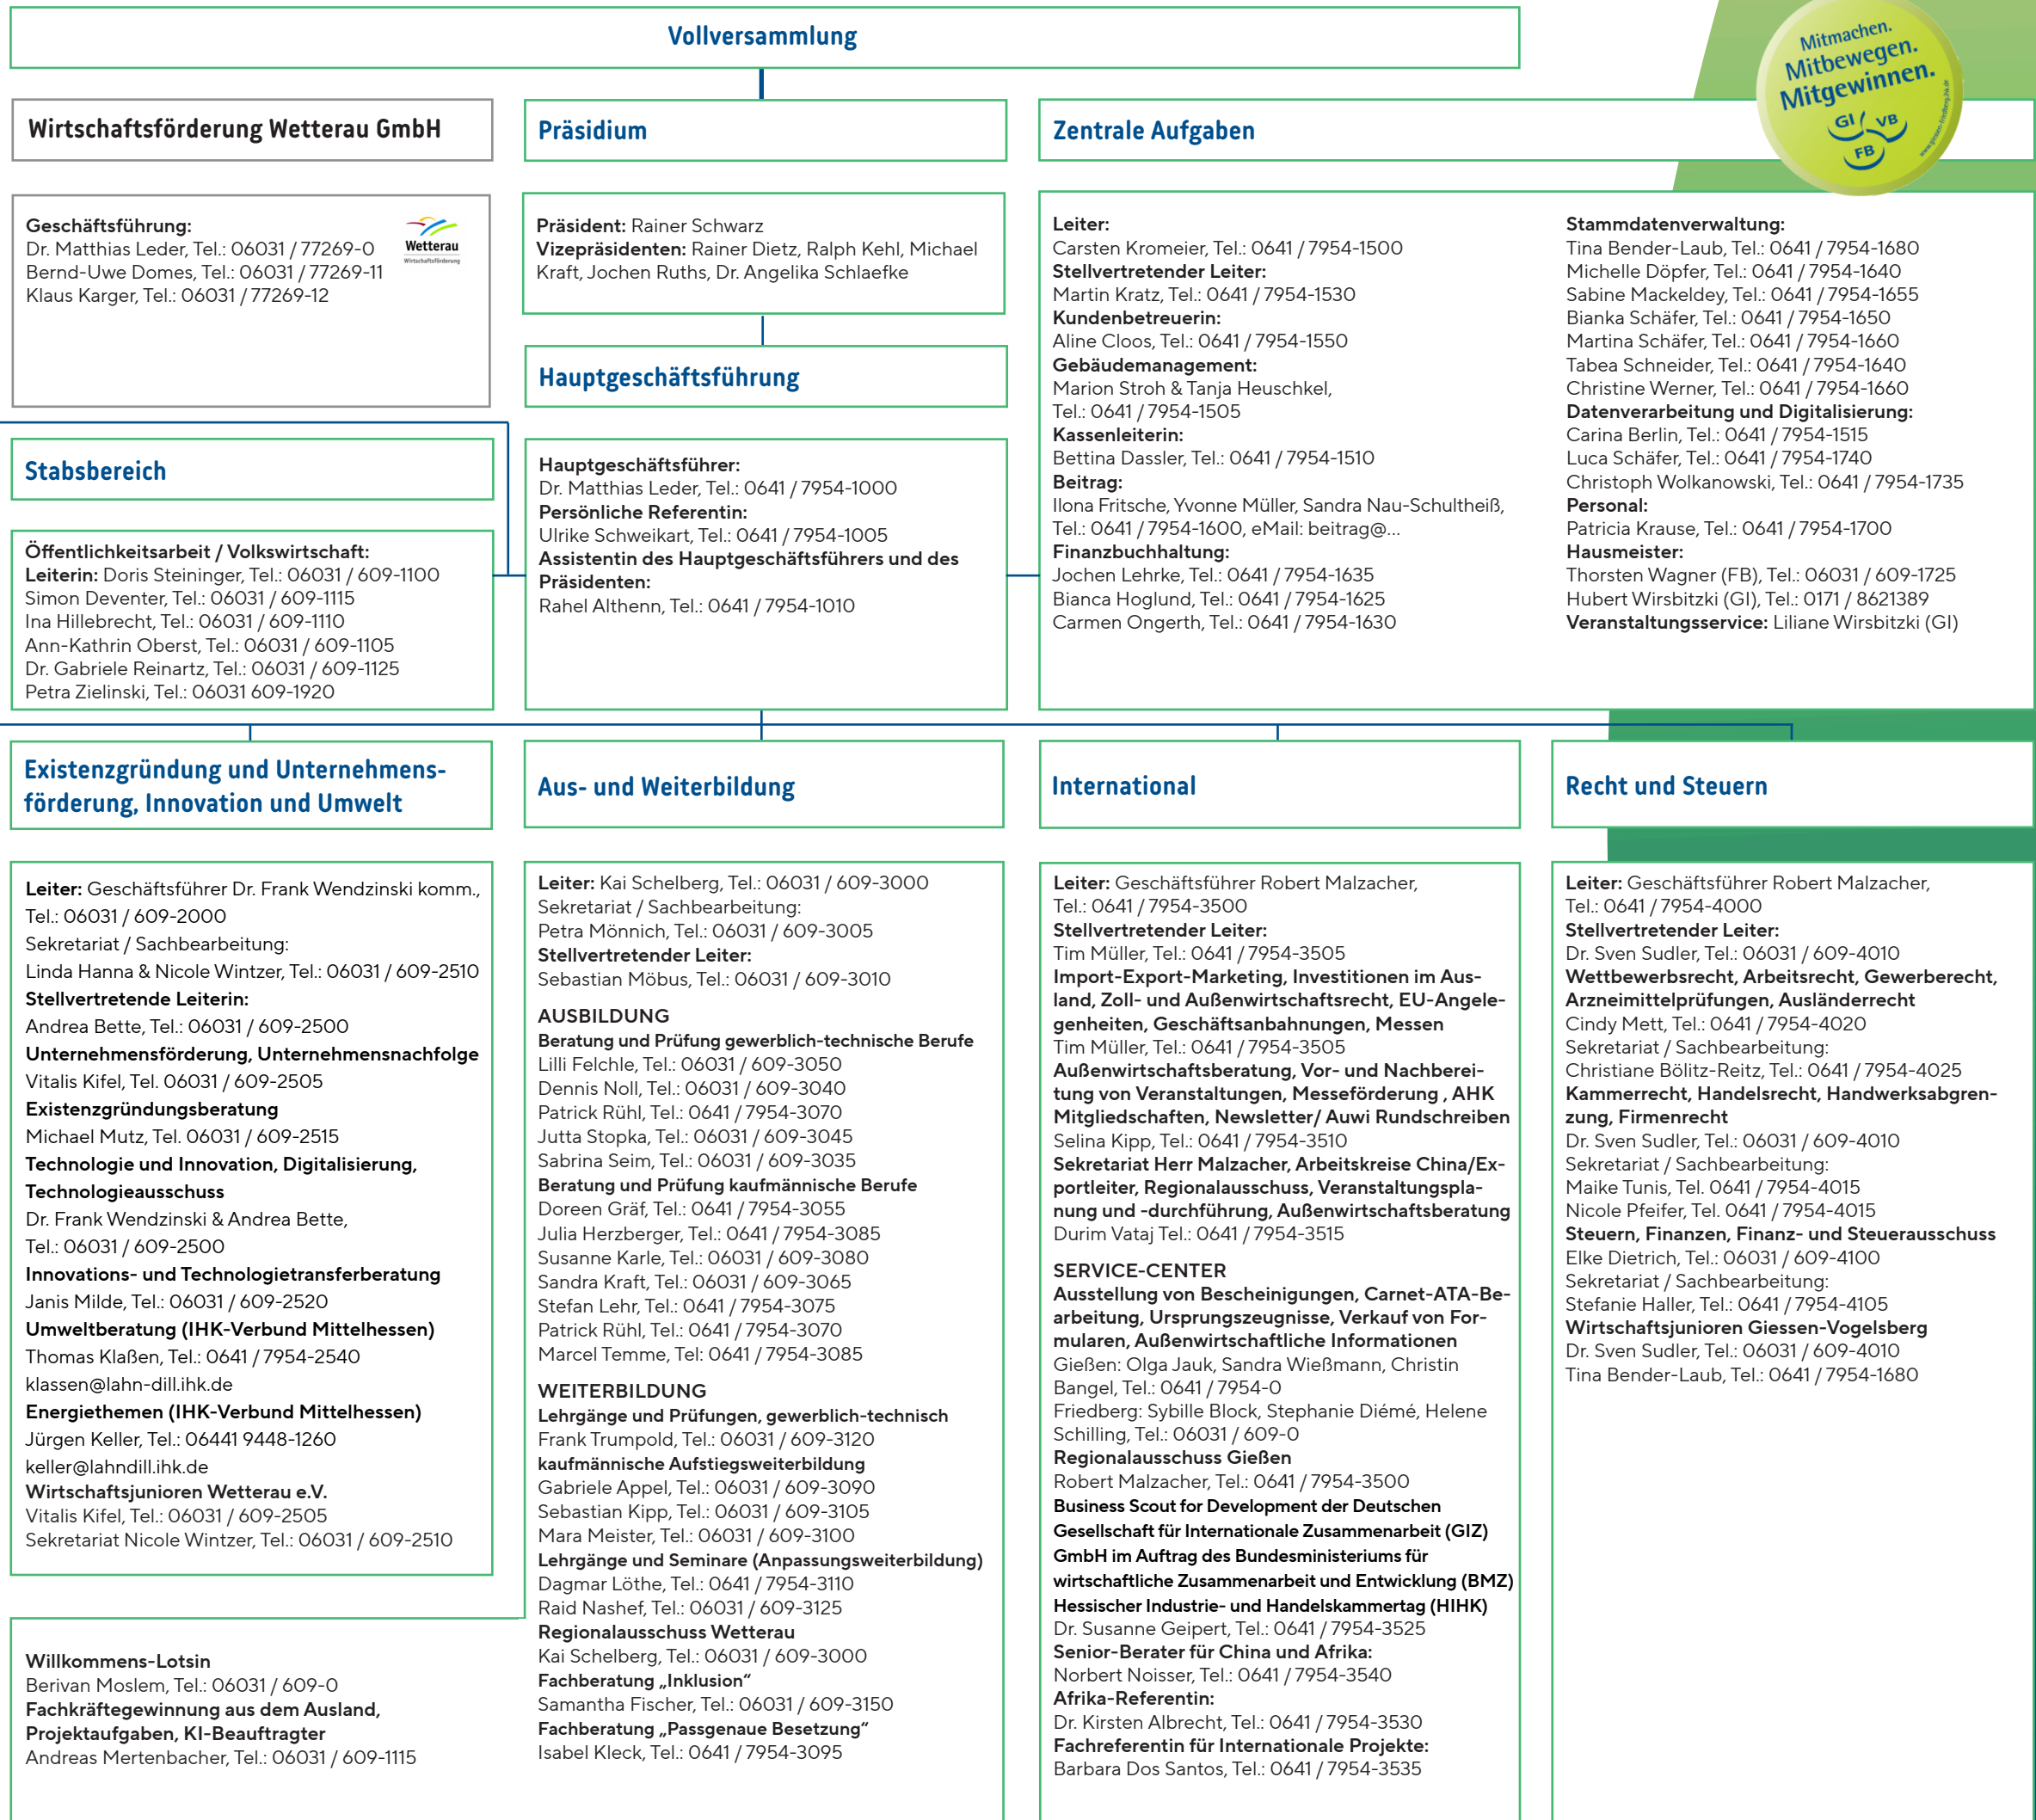 Vollversammlung
Mitmachen.
Mitbewegen.
Mitgewinnen.
GI
VB
FB
Wirtschaftsförderung Wetterau GmbH
Geschäftsführung:
Dr. Matthias Leder, Tel.: 06031 / 77269-0
Bernd-Uwe Domes, Tel.: 06031 / 77269-11
Klaus Karger, Tel.: 06031 / 77269-12
Wetterau
Wirtschaftsförderung
Präsidium
Präsident: Rainer Schwarz
Vizepräsidenten: Rainer Dietz, Ralph Kehl, Michael
Kraft, Jochen Ruths, Dr. Angelika Schlaefke
Hauptgeschäftsführung
Hauptgeschäftsführer:
Dr. Matthias Leder, Tel.: 0641 / 7954-1000
Persönliche Referentin:
Ulrike Schweikart, Tel.: 0641 / 7954-1005
Assistentin des Hauptgeschäftsführers und des
Präsidenten:
Rahel Althenn, Tel.: 0641 / 7954-1010
Stabsbereich
Öffentlichkeitsarbeit / Volkswirtschaft:
Leiterin: Doris Steininger, Tel.: 06031 / 609-1100
Simon Deventer, Tel.: 06031 / 609-1115
Ina Hillebrecht, Tel.: 06031 / 609-1110
Ann-Kathrin Oberst, Tel.: 06031 / 609-1105
Dr. Gabriele Reinartz, Tel.: 06031 / 609-1125
Petra Zielinski, Tel.: 06031 609-1920
Zentrale Aufgaben
Leiter:
Carsten Kromeier, Tel.: 0641 / 7954-1500
Stellvertretender Leiter:
Martin Kratz, Tel.: 0641 / 7954-1530
Kundenbetreuerin:
Aline Cloos, Tel.: 0641 / 7954-1550
Gebäudemanagement:
Marion Stroh & Tanja Heuschkel,
Tel.: 0641 / 7954-1505
Kassenleiterin:
Bettina Dassler, Tel.: 0641 / 7954-1510
Beitrag:
Ilona Fritsche, Yvonne Müller, Sandra Nau-Schultheiß,
Tel.: 0641 / 7954-1600, eMail: beitrag@...
Finanzbuchhaltung:
Jochen Lehrke, Tel.: 0641 / 7954-1635
Bianca Hoglund, Tel.: 0641 / 7954-1625
Carmen Ongerth, Tel.: 0641 / 7954-1630
Stammdatenverwaltung:
Tina Bender-Laub, Tel.: 0641 / 7954-1680
Michelle Döpfer, Tel.: 0641 / 7954-1640
Sabine Mackeldey, Tel.: 0641 / 7954-1655
Bianka Schäfer, Tel.: 0641 / 7954-1650
Martina Schäfer, Tel.: 0641 / 7954-1660
Tabea Schneider, Tel.: 0641 / 7954-1640
Christine Werner, Tel.: 0641 / 7954-1660
Datenverarbeitung und Digitalisierung:
Carina Berlin, Tel.: 0641 / 7954-1515
Luca Schäfer, Tel.: 0641 / 7954-1740
Christoph Wolkanowski, Tel.: 0641 / 7954-1735
Personal:
Patricia Krause, Tel.: 0641 / 7954-1700
Hausmeister:
Thorsten Wagner (FB), Tel.: 06031 / 609-1725
Hubert Wirsbitzki (GI), Tel.: 0171 / 8621389
Veranstaltungsservice: Liliane Wirsbitzki (GI)
Existenzgründung und Unternehmens-
förderung, Innovation und Umwelt
Leiter: Geschäftsführer Dr. Frank Wendzinski komm.,
Tel.: 06031 / 609-2000
Sekretariat / Sachbearbeitung:
Linda Hanna & Nicole Wintzer, Tel.: 06031 / 609-2510
Stellvertretende Leiterin:
Andrea Bette, Tel.: 06031 / 609-2500
Unternehmensförderung, Unternehmensnachfolge
Vitalis Kifel, Tel. 06031 / 609-2505
Existenzgründungsberatung
Michael Mutz, Tel. 06031 / 609-2515
Technologie und Innovation, Digitalisierung,
Technologieausschuss
Dr. Frank Wendzinski & Andrea Bette,
Tel.: 06031 / 609-2500
Innovations- und Technologietransferberatung
Janis Milde, Tel.: 06031 / 609-2520
Umweltberatung (IHK-Verbund Mittelhessen)
Thomas Klaßen, Tel.: 0641 / 7954-2540
klassen@lahn-dill.ihk.de
Energiethemen (IHK-Verbund Mittelhessen)
Jürgen Keller, Tel.: 06441 9448-1260
keller@lahndill.ihk.de
Wirtschaftsjunioren Wetterau e.V.
Vitalis Kifel, Tel.: 06031 / 609-2505
Sekretariat Nicole Wintzer, Tel.: 06031 / 609-2510
Willkommens-Lotsin
Berivan Moslem, Tel.: 06031 / 609-0
Fachkräftegewinnung aus dem Ausland,
Projektaufgaben, KI-Beauftragter
Andreas Mertenbacher, Tel.: 06031 / 609-1115
Aus- und Weiterbildung
Leiter: Kai Schelberg, Tel.: 06031 / 609-3000
Sekretariat / Sachbearbeitung:
Petra Mönnich, Tel.: 06031 / 609-3005
Stellvertretender Leiter:
Sebastian Möbus, Tel.: 06031 / 609-3010
AUSBILDUNG
Beratung und Prüfung gewerblich-technische Berufe
Lilli Felchle, Tel.: 06031 / 609-3050
Dennis Noll, Tel.: 06031 / 609-3040
Patrick Rühl, Tel.: 0641 / 7954-3070
Jutta Stopka, Tel.: 06031 / 609-3045
Sabrina Seim, Tel.: 06031 / 609-3035
Beratung und Prüfung kaufmännische Berufe
Doreen Gräf, Tel.: 0641 / 7954-3055
Julia Herzberger, Tel.: 0641 / 7954-3085
Susanne Karle, Tel.: 06031 / 609-3080
Sandra Kraft, Tel.: 06031 / 609-3065
Stefan Lehr, Tel.: 0641 / 7954-3075
Patrick Rühl, Tel.: 0641 / 7954-3070
Marcel Temme, Tel: 0641 / 7954-3085
WEITERBILDUNG
Lehrgänge und Prüfungen, gewerblich-technisch
Frank Trumpold, Tel.: 06031 / 609-3120
kaufmännische Aufstiegsweiterbildung
Gabriele Appel, Tel.: 06031 / 609-3090
Sebastian Kipp, Tel.: 06031 / 609-3105
Mara Meister, Tel.: 06031 / 609-3100
Lehrgänge und Seminare (Anpassungsweiterbildung)
Dagmar Löthe, Tel.: 0641 / 7954-3110
Raid Nashef, Tel.: 06031 / 609-3125
Regionalausschuss Wetterau
Kai Schelberg, Tel.: 06031 / 609-3000
Fachberatung „Inklusion“
Samantha Fischer, Tel.: 06031 / 609-3150
Fachberatung „Passgenaue Besetzung“
Isabel Kleck, Tel.: 0641 / 7954-3095
International
Leiter: Geschäftsführer Robert Malzacher,
Tel.: 0641 / 7954-3500
Stellvertretender Leiter:
Tim Müller, Tel.: 0641 / 7954-3505
Import-Export-Marketing, Investitionen im Aus-
land, Zoll- und Außenwirtschaftsrecht, EU-Angele-
genheiten, Geschäftsanbahnungen, Messen
Tim Müller, Tel.: 0641 / 7954-3505
Außenwirtschaftsberatung, Vor- und Nachberei-
tung von Veranstaltungen, Messeförderung , AHK
Mitgliedschaften, Newsletter/ Auwi Rundschreiben
Selina Kipp, Tel.: 0641 / 7954-3510
Sekretariat Herr Malzacher, Arbeitskreise China/Ex-
portleiter, Regionalausschuss, Veranstaltungspla-
nung und -durchführung, Außenwirtschaftsberatung
Durim Vataj Tel.: 0641 / 7954-3515
SERVICE-CENTER
Ausstellung von Bescheinigungen, Carnet-ATA-Be-
arbeitung, Ursprungszeugnisse, Verkauf von For-
mularen, Außenwirtschaftliche Informationen
Gießen: Olga Jauk, Sandra Wießmann, Christin
Bangel, Tel.: 0641 / 7954-0
Friedberg: Sybille Block, Stephanie Diémé, Helene
Schilling, Tel.: 06031 / 609-0
Regionalausschuss Gießen
Robert Malzacher, Tel.: 0641 / 7954-3500
Business Scout for Development der Deutschen
Gesellschaft für Internationale Zusammenarbeit (GIZ)
GmbH im Auftrag des Bundesministeriums für
wirtschaftliche Zusammenarbeit und Entwicklung (BMZ)
Hessischer Industrie- und Handelskammertag (HIHK)
Dr. Susanne Geipert, Tel.: 0641 / 7954-3525
Senior-Berater für China und Afrika:
Norbert Noisser, Tel.: 0641 / 7954-3540
Afrika-Referentin:
Dr. Kirsten Albrecht, Tel.: 0641 / 7954-3530
Fachreferentin für Internationale Projekte:
Barbara Dos Santos, Tel.: 0641 / 7954-3535
Recht und Steuern
Leiter: Geschäftsführer Robert Malzacher,
Tel.: 0641 / 7954-4000
Stellvertretender Leiter:
Dr. Sven Sudler, Tel.: 06031 / 609-4010
Wettbewerbsrecht, Arbeitsrecht, Gewerberecht,
Arzneimittelprüfungen, Ausländerrecht
Cindy Mett, Tel.: 0641 / 7954-4020
Sekretariat / Sachbearbeitung:
Christiane Bölitz-Reitz, Tel.: 0641 / 7954-4025
Kammerrecht, Handelsrecht, Handwerksabgren-
zung, Firmenrecht
Dr. Sven Sudler, Tel.: 06031 / 609-4010
Sekretariat / Sachbearbeitung:
Maike Tunis, Tel. 0641 / 7954-4015
Nicole Pfeifer, Tel. 0641 / 7954-4015
Steuern, Finanzen, Finanz- und Steuerausschuss
Elke Dietrich, Tel.: 06031 / 609-4100
Sekretariat / Sachbearbeitung:
Stefanie Haller, Tel.: 0641 / 7954-4105
Wirtschaftsjunioren Giessen-Vogelsberg
Dr. Sven Sudler, Tel.: 06031 / 609-4010
Tina Bender-Laub, Tel.: 0641 / 7954-1680